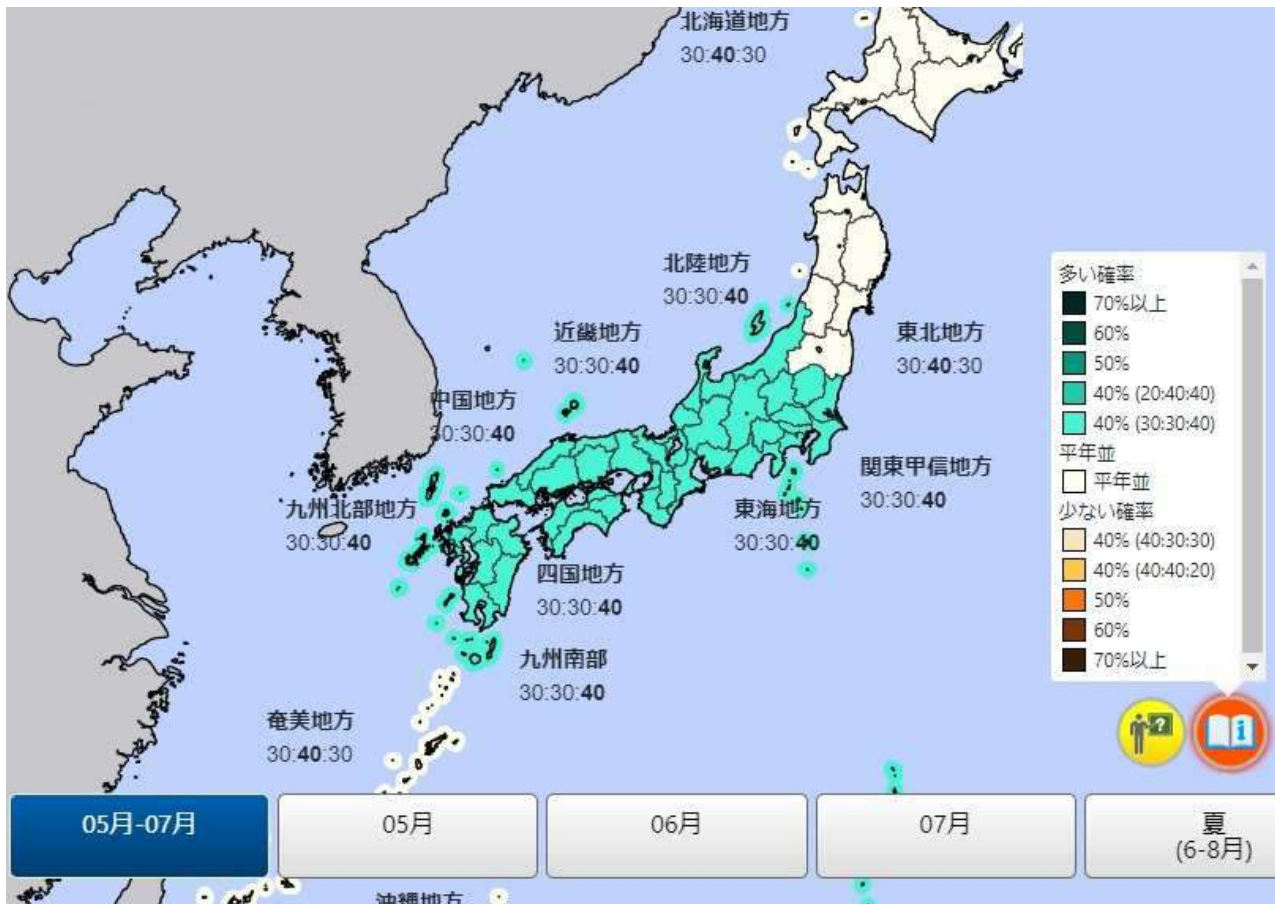 北海道地方
30:40:30
北陸地方
30:30:40
近畿地方
30:30:40
東北地方
30:40:30
中国地方
30:30:40
関東甲信地方
30:30:40
九州北部地方
30:30:40
東海地方
30:30:40
四国地方
30:30:40
九州南部
30:30:40
奄美地方
30:40:30
沖縄地方
多い確率
70%以上
60%
50%
40% (20:40:40)
40% (30:30:40)
平年並
平年並
少ない確率
40% (40:30:30)
40% (40:40:20)
50%
60%
70%以上
?
i
05月-07月
05月
06月
07月
夏
(6-8月)